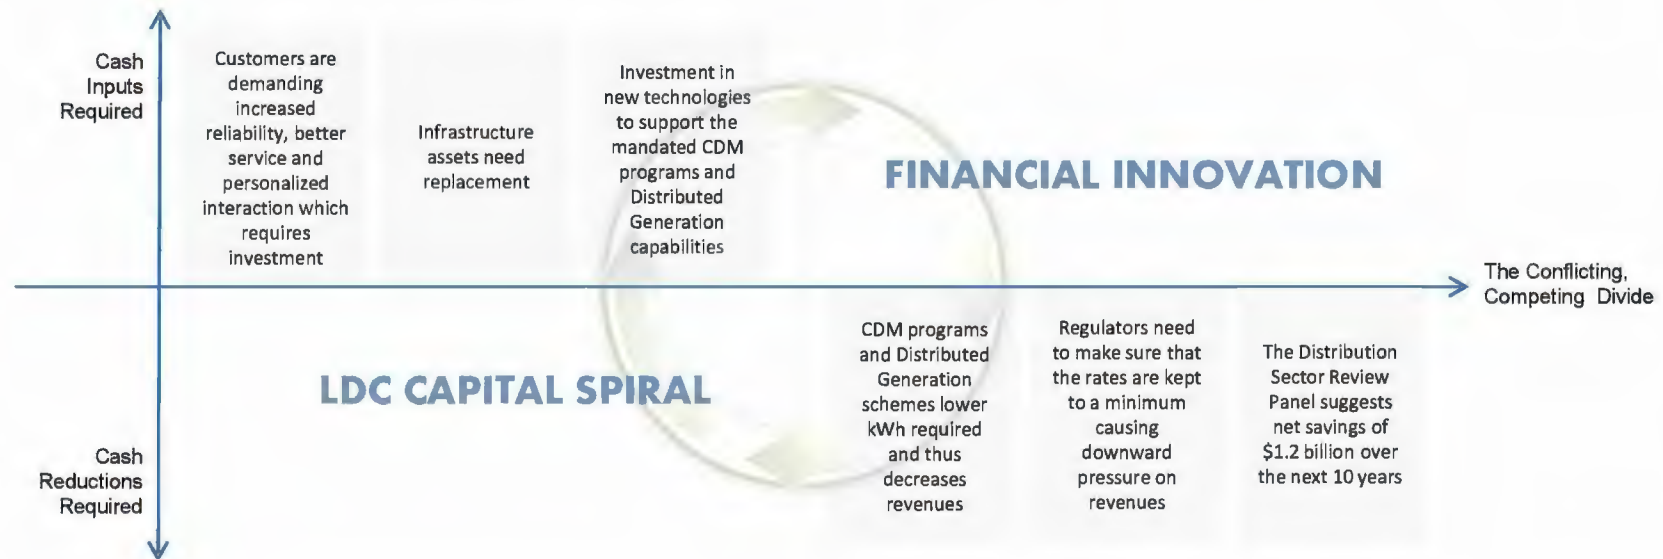 Cash
Inputs
Required
Customers are
demanding
increased
reliability, better
service and
personalized
interaction which
requires
investment
Infrastructure
assets need
replacement
Investment in
new technologies
to support the
mandated CDM
programs and
Distributed
Generation
capabilities
FINANCIAL INNOVATION
The Conflicting,
Competing Divide
LDC CAPITAL SPIRAL
Cash
Reductions
Required
CDM programs
and Distributed
Generation
schemes lower
kWh required
and thus
decreases
revenues
Regulators need
to make sure that
the rates are kept
to a minimum
causing
downward
pressure on
revenues
The Distribution
Sector Review
Panel suggests
net savings of
$1.2 billion over
the next 10 years